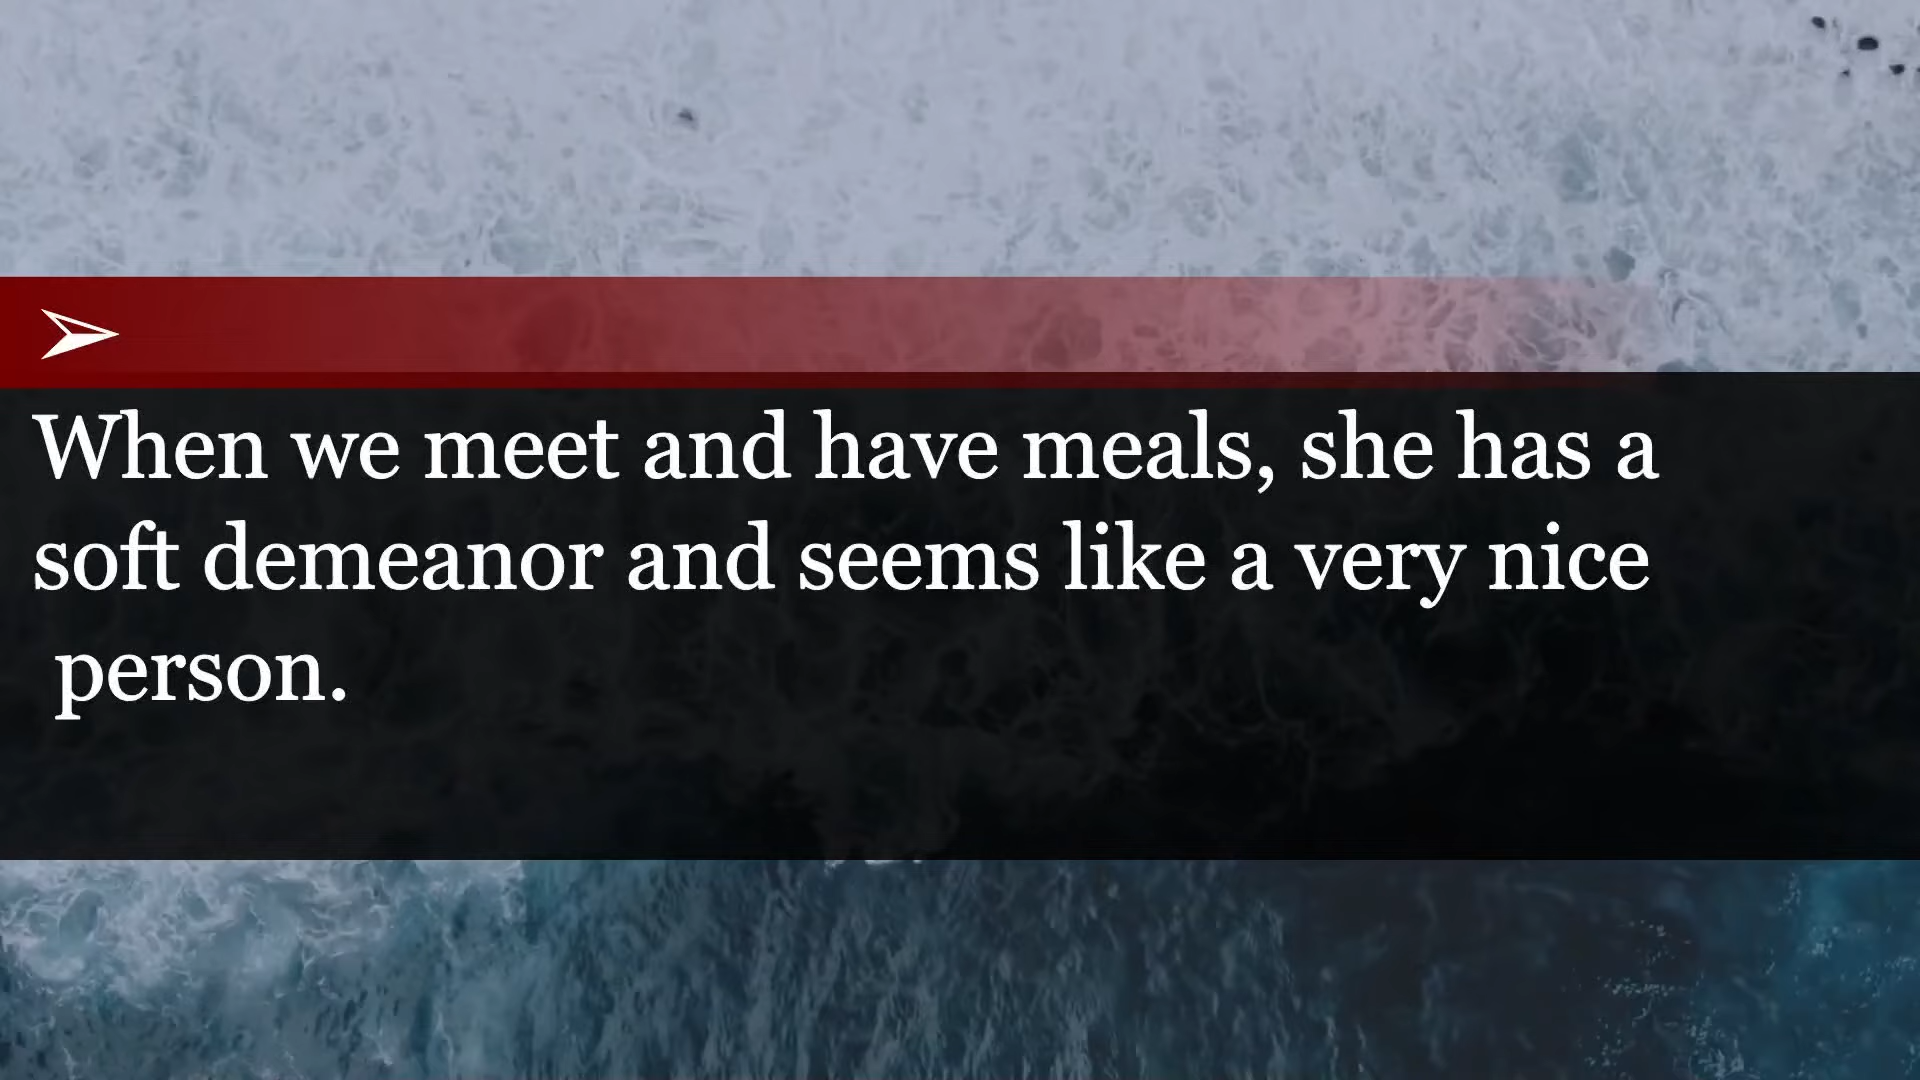 When we meet and have meals, she has a
soft demeanor and seems like a very nice
person.